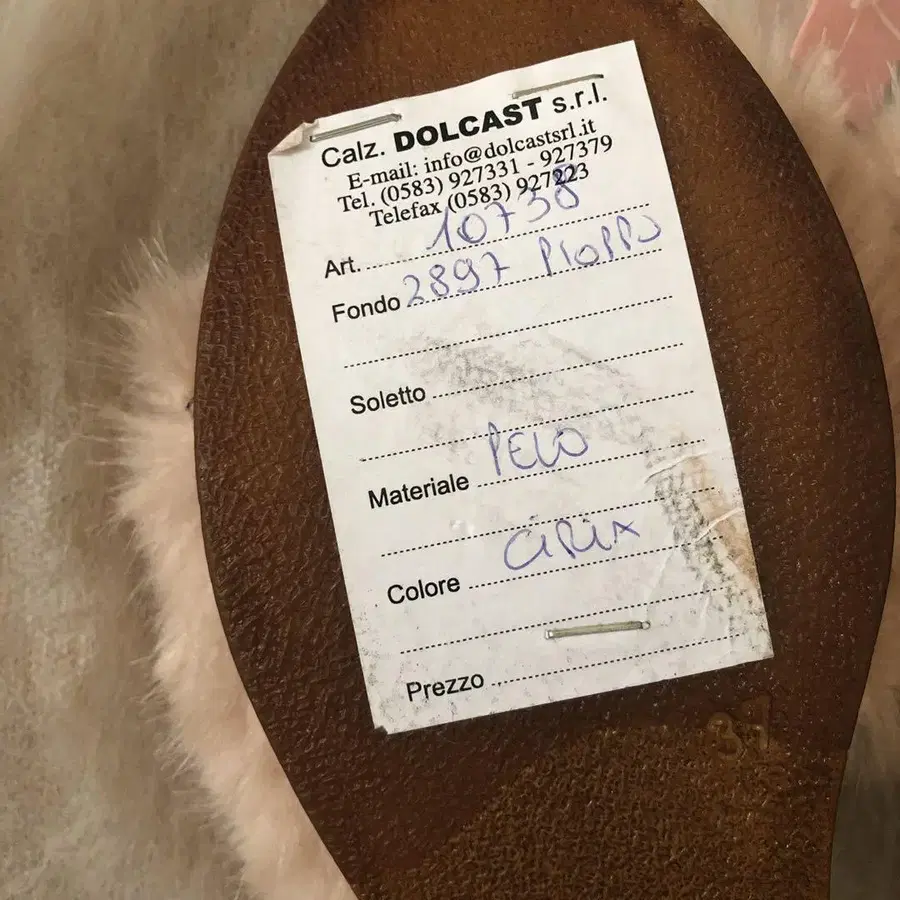 Calz. DOLCAST s.r.l.
E-mail: info@dolcastsrl.it
Tel. (0583) 927331 - 927379
Telefax (0583) 927223
Art. 10738
Fondo 2897 PIOPPO
Soletto
Materiale PELO
Colore
Prezzo
37